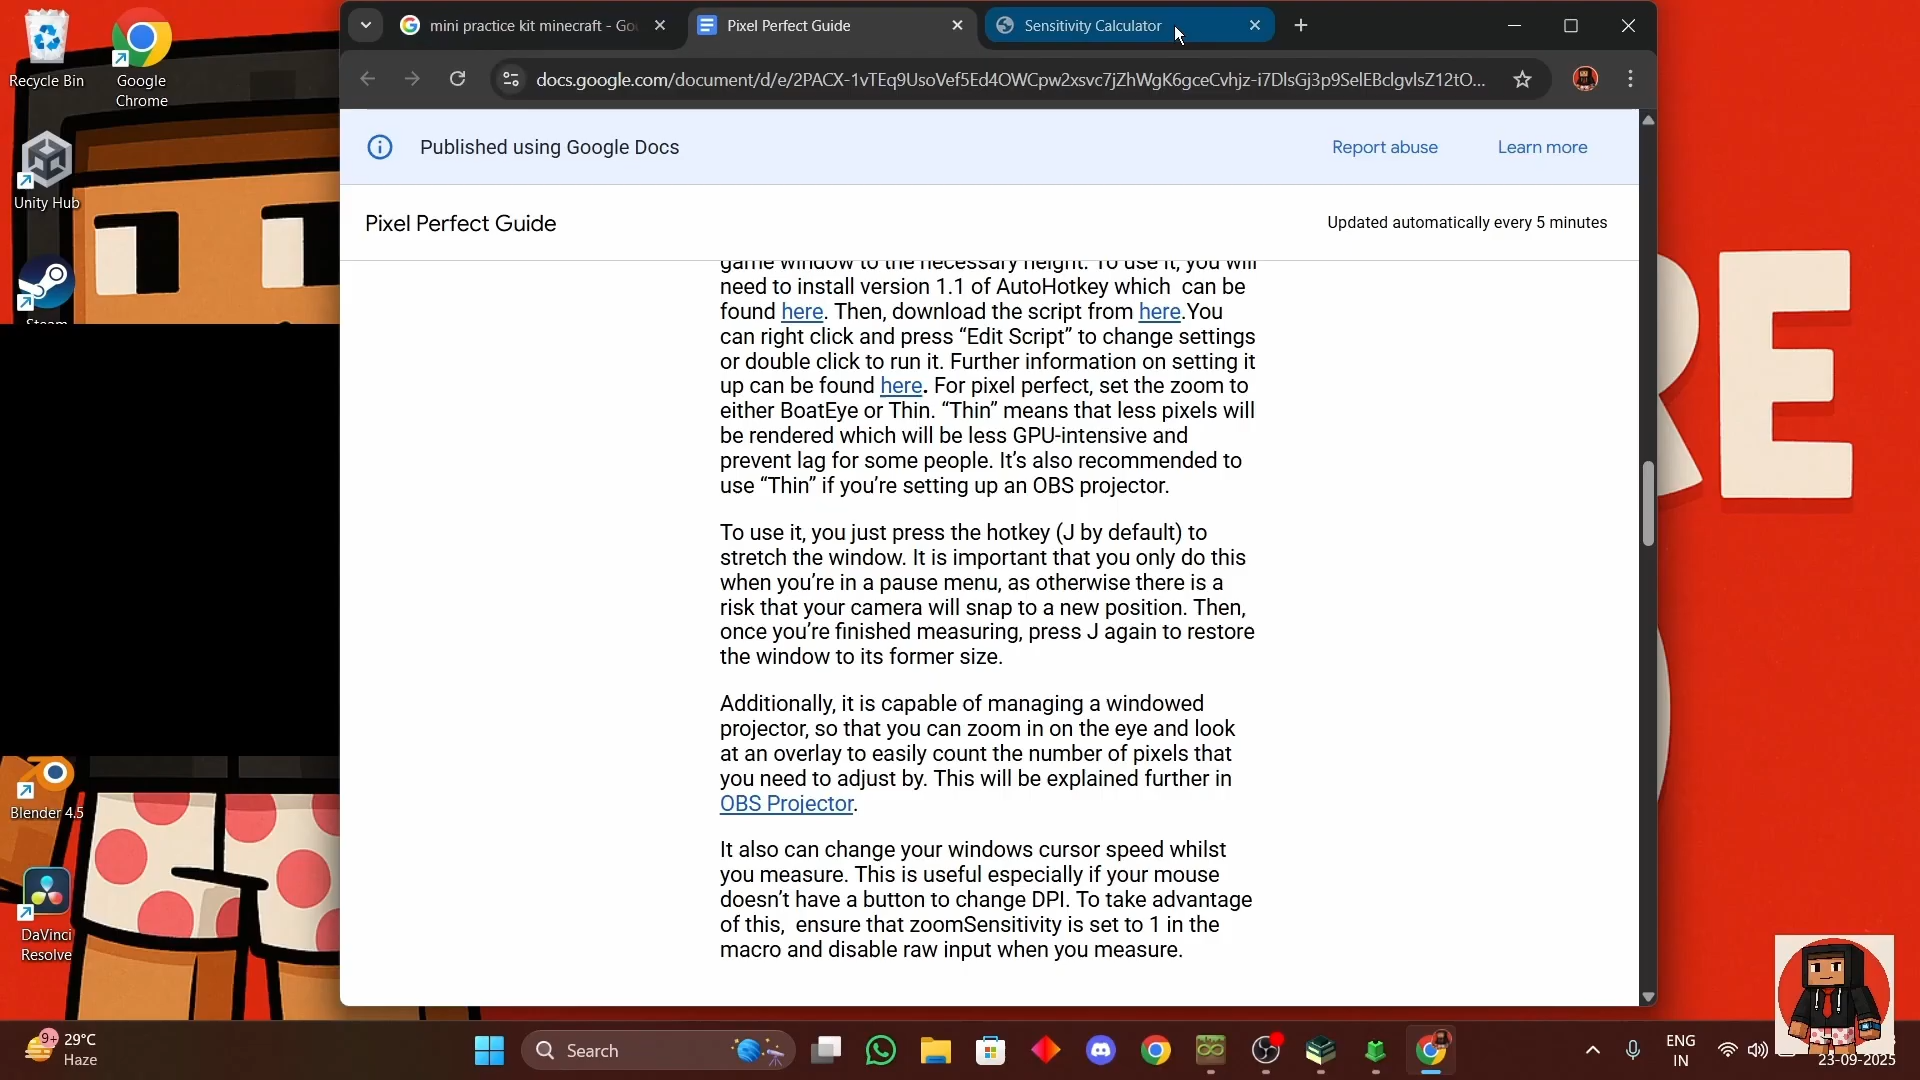 Recycle Bin
Google
Chrome
Unity Hub
Steam
Blender 4.5
DaVinci
Resolve
mini practice kit minecraft - Go
Pixel Perfect Guide
Sensitivity Calculator
docs.google.com/document/d/e/2PACX-1vTEq9UsoVef5Ed4OWCpw2xsvc7jZhWgK6gceCvhjz-i7DlsGj3p9SelEBclgvlsZ12tO...
Published using Google Docs
Report abuse
Learn more
Pixel Perfect Guide
Updated automatically every 5 minutes
game window to the necessary height. To use it, you will
need to install version 1.1 of AutoHotkey which  can be
found here. Then, download the script from here.You
can right click and press “Edit Script” to change settings
or double click to run it. Further information on setting it
up can be found here. For pixel perfect, set the zoom to
either BoatEye or Thin. “Thin” means that less pixels will
be rendered which will be less GPU-intensive and
prevent lag for some people. It’s also recommended to
use “Thin” if you’re setting up an OBS projector.
To use it, you just press the hotkey (J by default) to
stretch the window. It is important that you only do this
when you’re in a pause menu, as otherwise there is a
risk that your camera will snap to a new position. Then,
once you’re finished measuring, press J again to restore
the window to its former size.
Additionally, it is capable of managing a windowed
projector, so that you can zoom in on the eye and look
at an overlay to easily count the number of pixels that
you need to adjust by. This will be explained further in
OBS Projector.
It also can change your windows cursor speed whilst
you measure. This is useful especially if your mouse
doesn’t have a button to change DPI. To take advantage
of this,  ensure that zoomSensitivity is set to 1 in the
macro and disable raw input when you measure.
RE
9+
29°C
Haze
Search
ENG
IN
23-09-2025